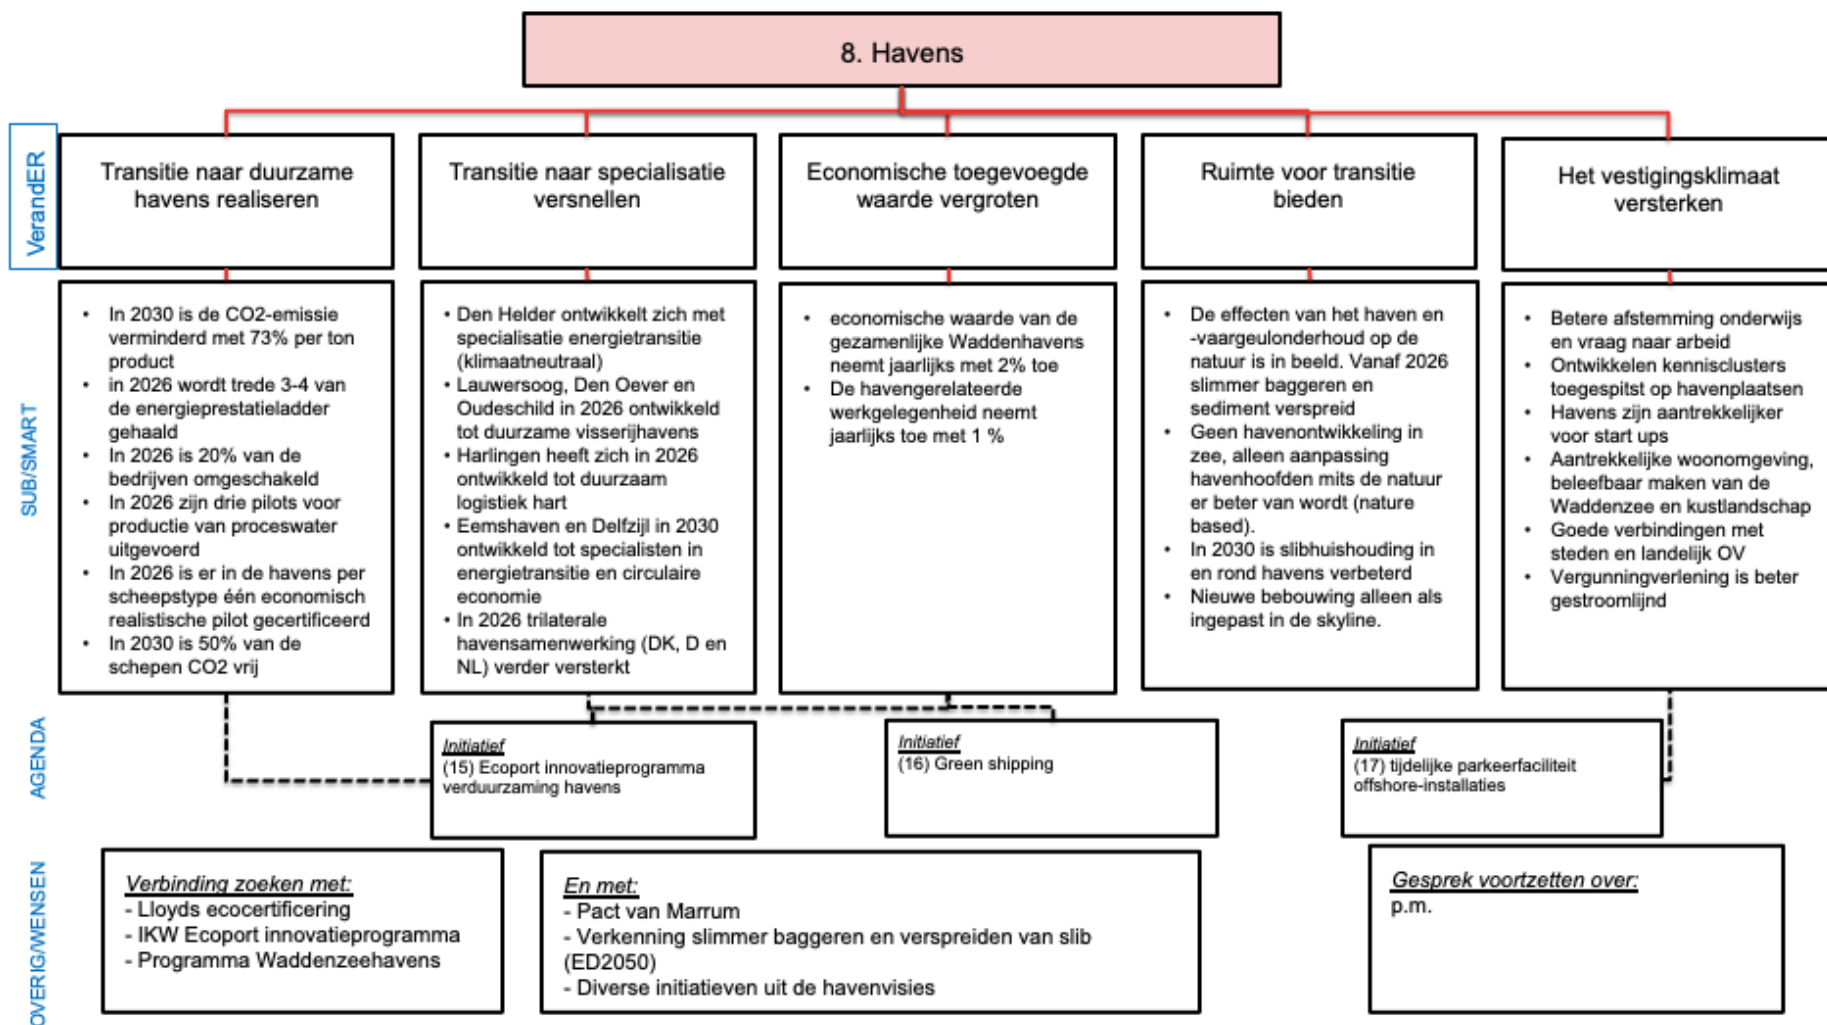 8. Havens
VerandER
Transitie naar duurzame
havens realiseren
Transitie naar specialisatie
versnellen
Economische toegevoegde
waarde vergroten
Ruimte voor transitie
bieden
Het vestigingsklimaat
versterken
SUB/SMART
• In 2030 is de CO2-emissie
verminderd met 73% per ton
product
• in 2026 wordt trede 3-4 van
de energieprestatieladder
gehaald
• In 2026 is 20% van de
bedrijven omgeschakeld
• In 2026 zijn drie pilots voor
productie van proceswater
uitgevoerd
• In 2026 is er in de havens per
scheepstype één economisch
realistische pilot gecertificeerd
• In 2030 is 50% van de
schepen CO2 vrij
• Den Helder ontwikkelt zich met
specialisatie energietransitie
(klimaatneutraal)
• Lauwersoog, Den Oever en
Oudeschild in 2026 ontwikkeld
tot duurzame visserijhavens
• Harlingen heeft zich in 2026
ontwikkeld tot duurzaam
logistiek hart
• Eemshaven en Delfzijl in 2030
ontwikkeld tot specialisten in
energietransitie en circulaire
economie
• In 2026 trilaterale
havensamenwerking (DK, D en
NL) verder versterkt
• economische waarde van de
gezamenlijke Waddenhavens
neemt jaarlijks met 2% toe
• De havengerelateerde
werkgelegenheid neemt
jaarlijks toe met 1 %
• De effecten van het haven en
-vaargeulonderhoud op de
natuur is in beeld. Vanaf 2026
slimmer baggeren en
sediment verspreid
• Geen havenontwikkeling in
zee, alleen aanpassing
havenhoofden mits de natuur
er beter van wordt (nature
based).
• In 2030 is slibhuishouding in
en rond havens verbeterd
• Nieuwe bebouwing alleen als
ingepast in de skyline.
• Betere afstemming onderwijs
en vraag naar arbeid
• Ontwikkelen kennisclusters
toegespitst op havenplaatsen
• Havens zijn aantrekkelijker
voor start ups
• Aantrekkelijke woonomgeving,
beleefbaar maken van de
Waddenzee en kustlandschap
• Goede verbindingen met
steden en landelijk OV
• Vergunningverlening is beter
gestroomlijnd
AGENDA
Initiatief
(15) Ecoport innovatieprogramma
verduurzaming havens
Initiatief
(16) Green shipping
Initiatief
(17) tijdelijke parkeerfaciliteit
offshore-installaties
OVERIG/WENSEN
Verbinding zoeken met:
- Lloyds ecocertificering
- IKW Ecoport innovatieprogramma
- Programma Waddenzeehavens
En met:
- Pact van Marrum
- Verkenning slimmer baggeren en verspreiden van slib
(ED2050)
- Diverse initiatieven uit de havenvisies
Gesprek voortzetten over:
p.m.